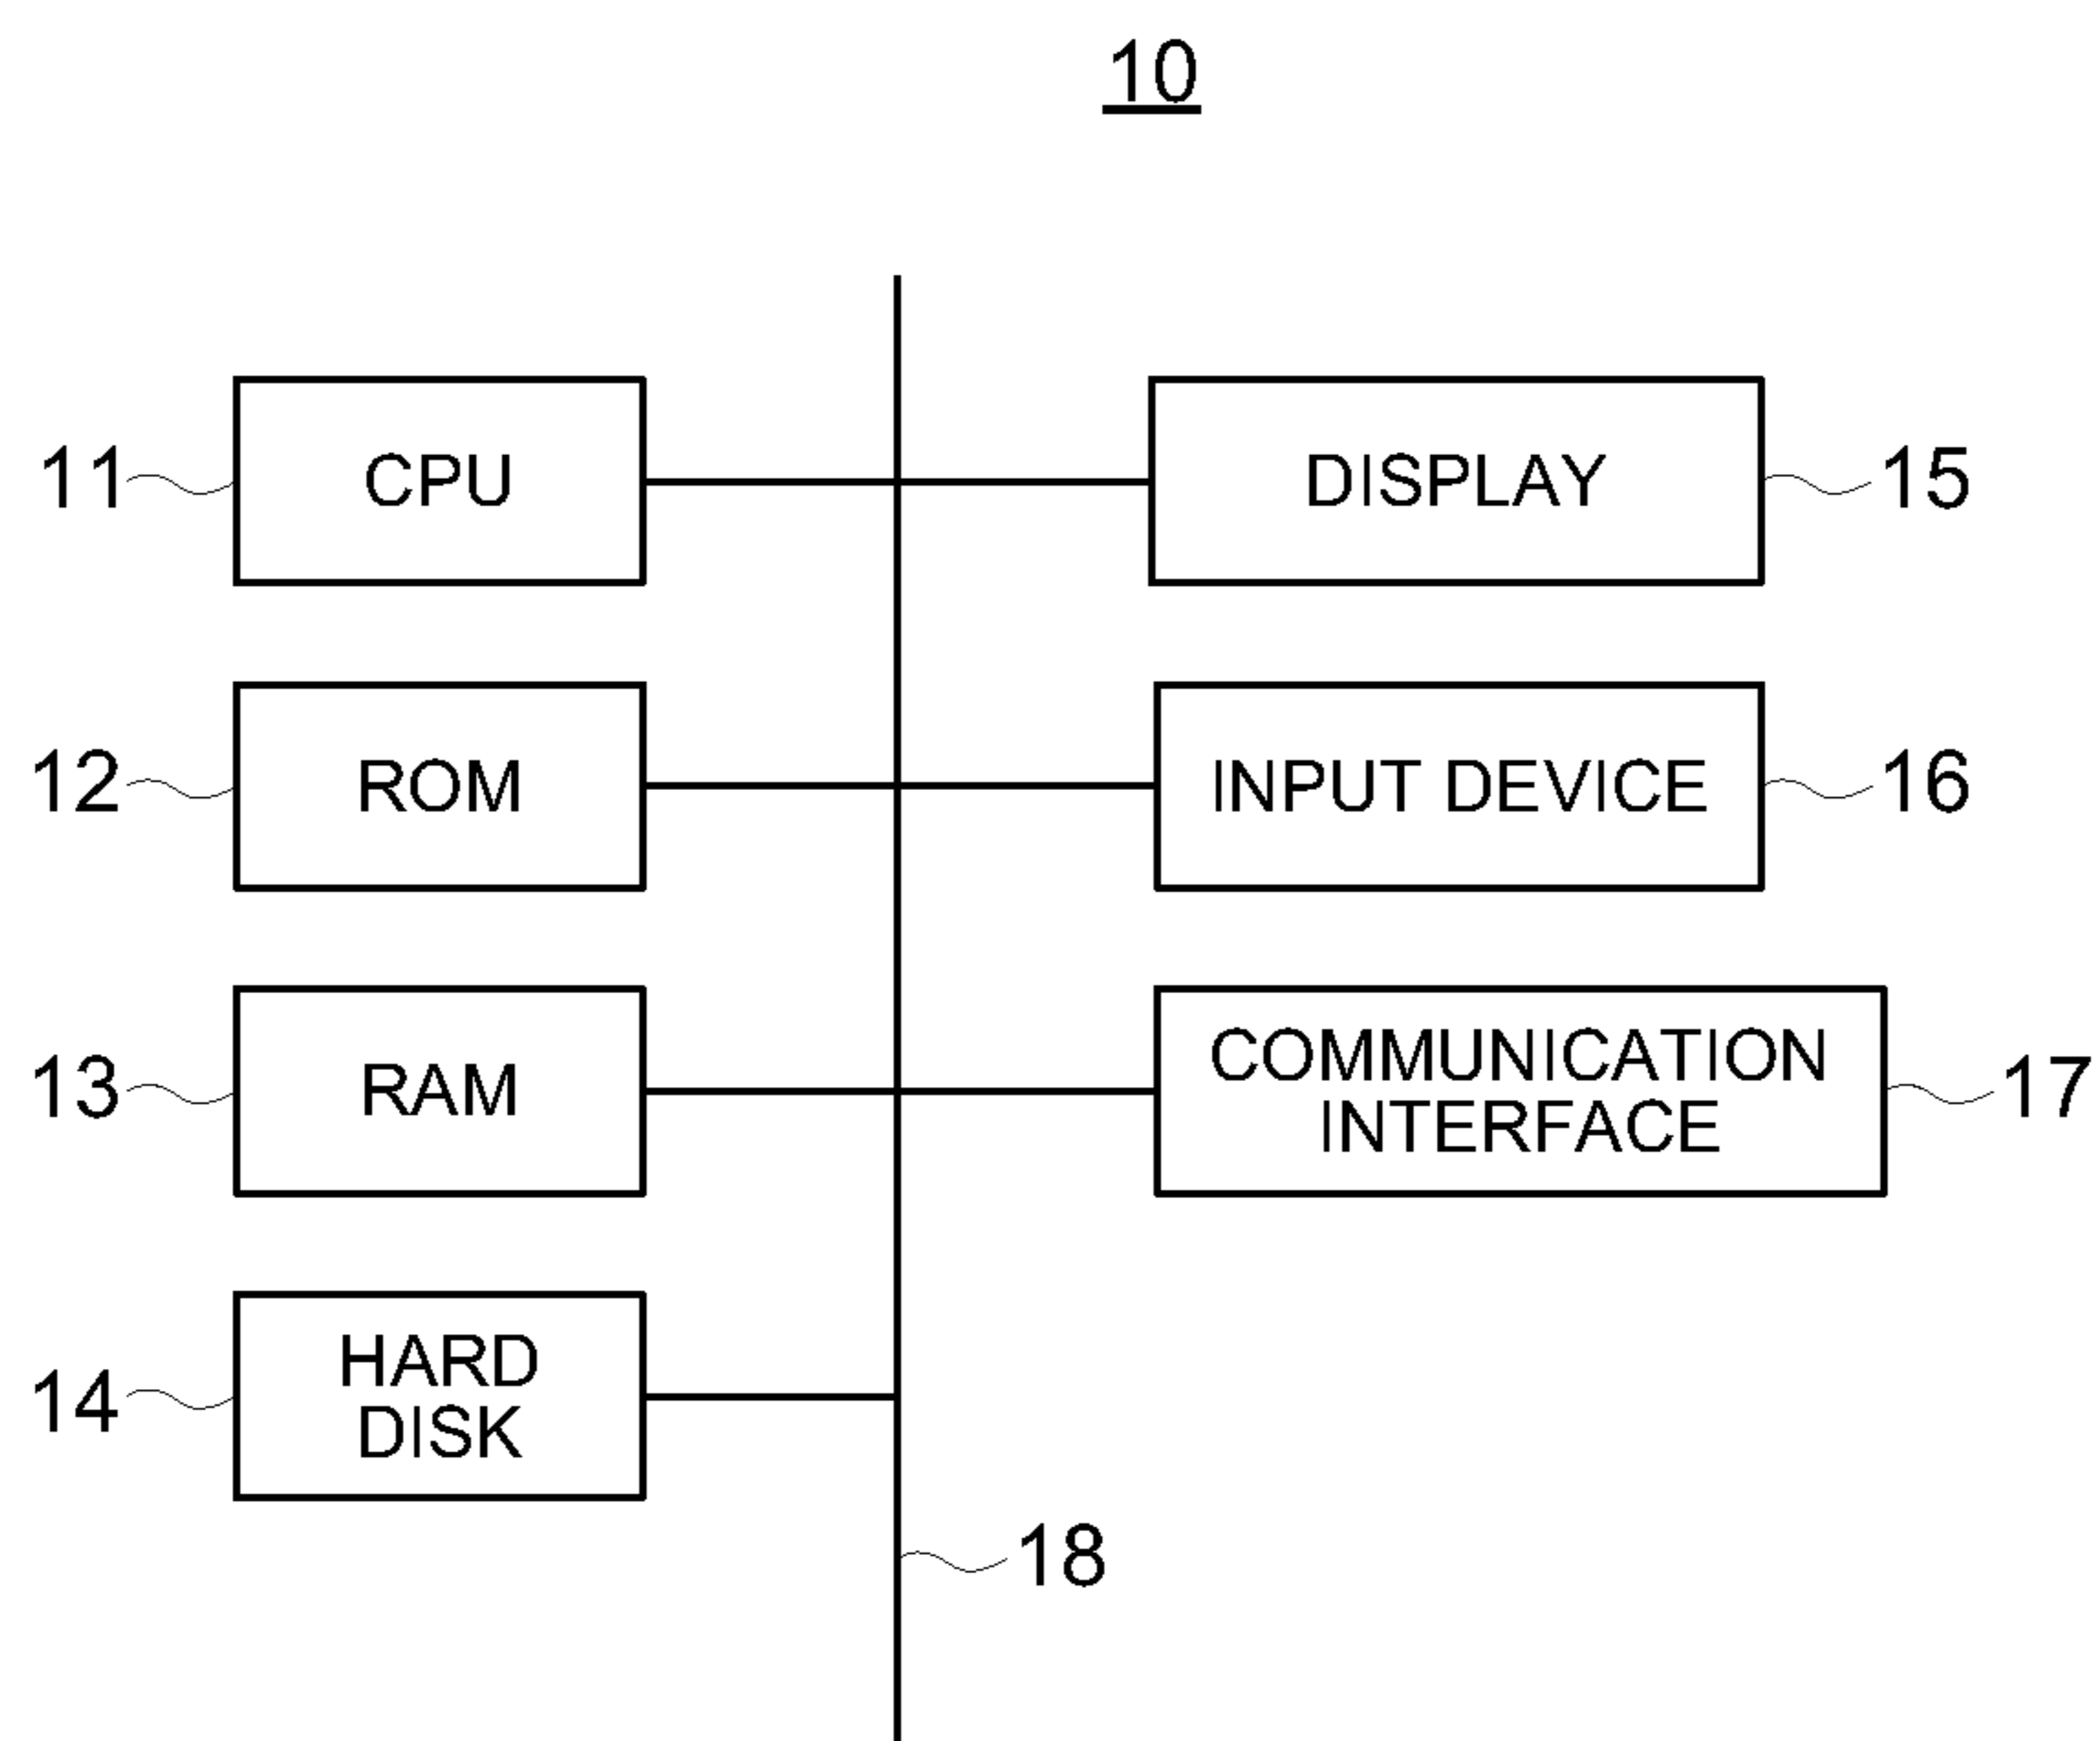 10
11
CPU
DISPLAY
15
12
ROM
INPUT DEVICE
16
13
RAM
COMMUNICATION
INTERFACE
17
14
HARD
DISK
18